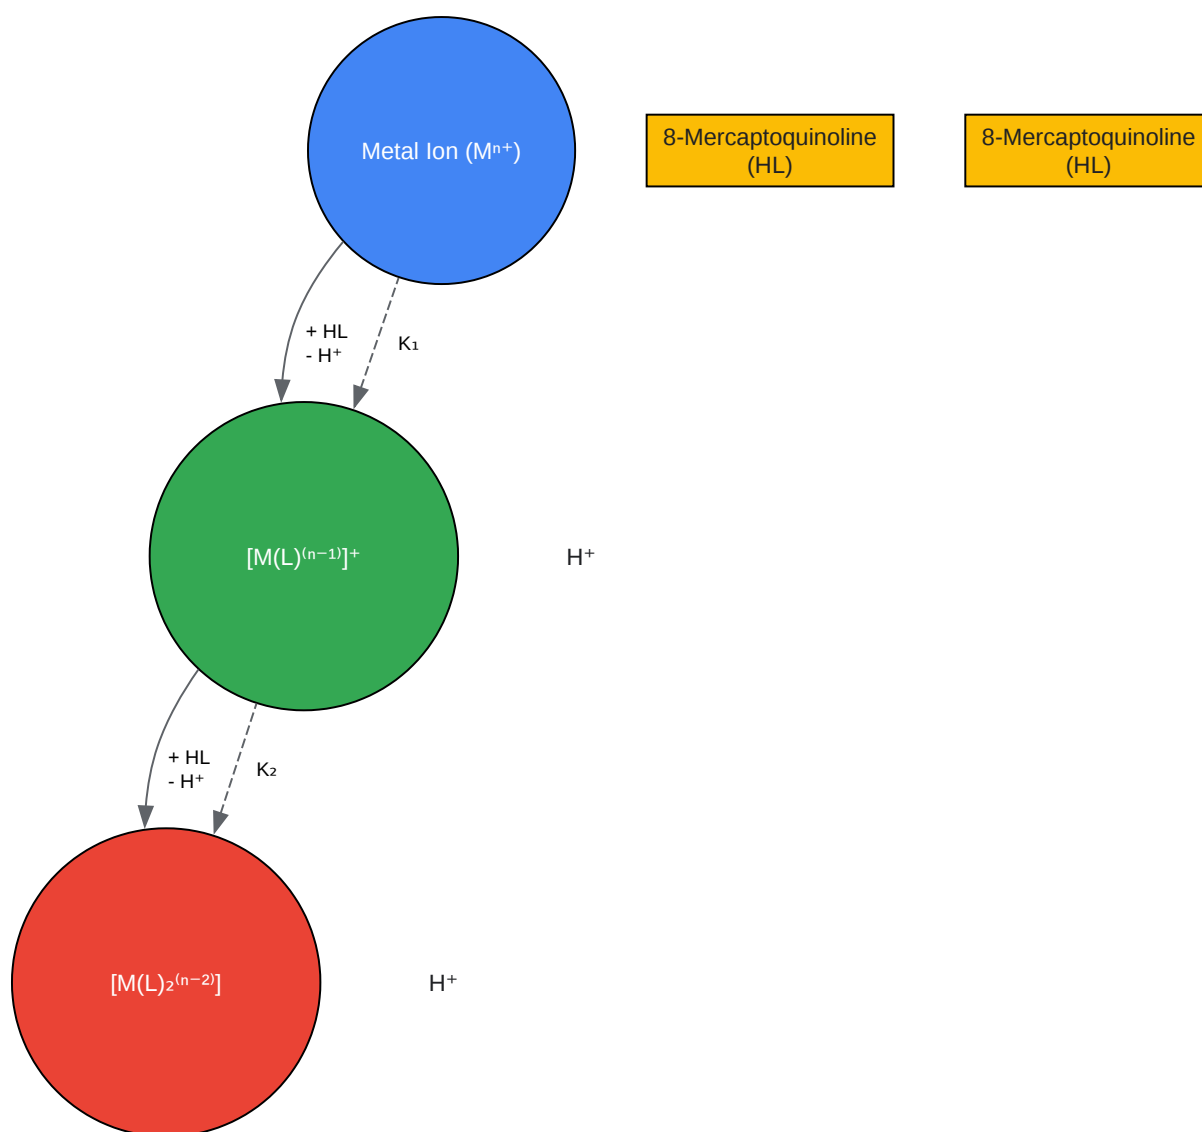 Metal Ion (Mⁿ⁺)
8-Mercaptoquinoline
(HL)
8-Mercaptoquinoline
(HL)
+ HL
- H⁺
K₁
[M(L)⁽ⁿ⁻¹⁾]⁺
H⁺
+ HL
- H⁺
K₂
[M(L)₂⁽ⁿ⁻²⁾]
H⁺